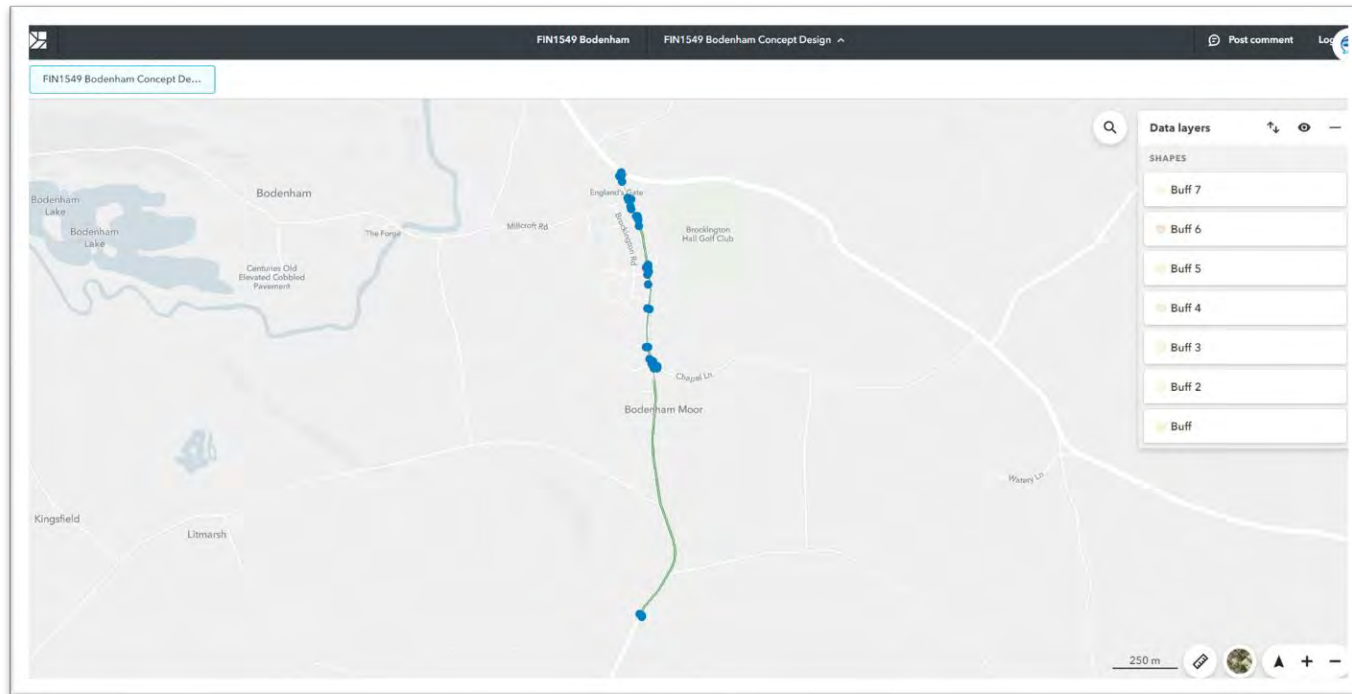 FIN1549 Bodenham
FIN1549 Bodenham Concept Design
Post comment
FIN1549 Bodenham Concept De...
Data layers
SHAPES
Buff 7
Buff 6
Buff 5
Buff 4
Buff 3
Buff 2
Buff
Bodenham
Bodenham
Lake
Bodenham
Lake
The Forge
Millcroft Rd
England's Gate
Brockington Rd
Brockington
Hall Golf Club
Centuries Old
Elevated Cobbled
Pavement
Chapel Ln
Bodenham Moor
Watery Ln
Kingsfield
Litmarsh
250 m